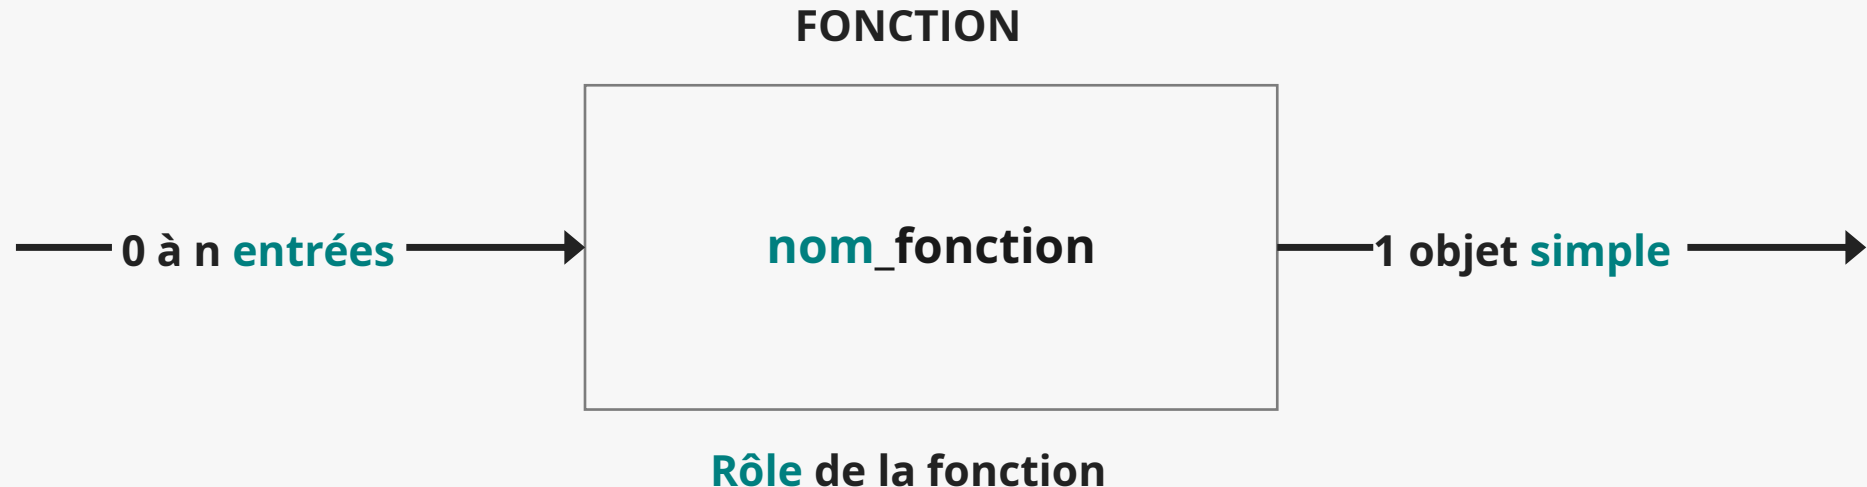 FONCTION
0 à n entrées
nom_fonction
1 objet simple
Rôle de la fonction